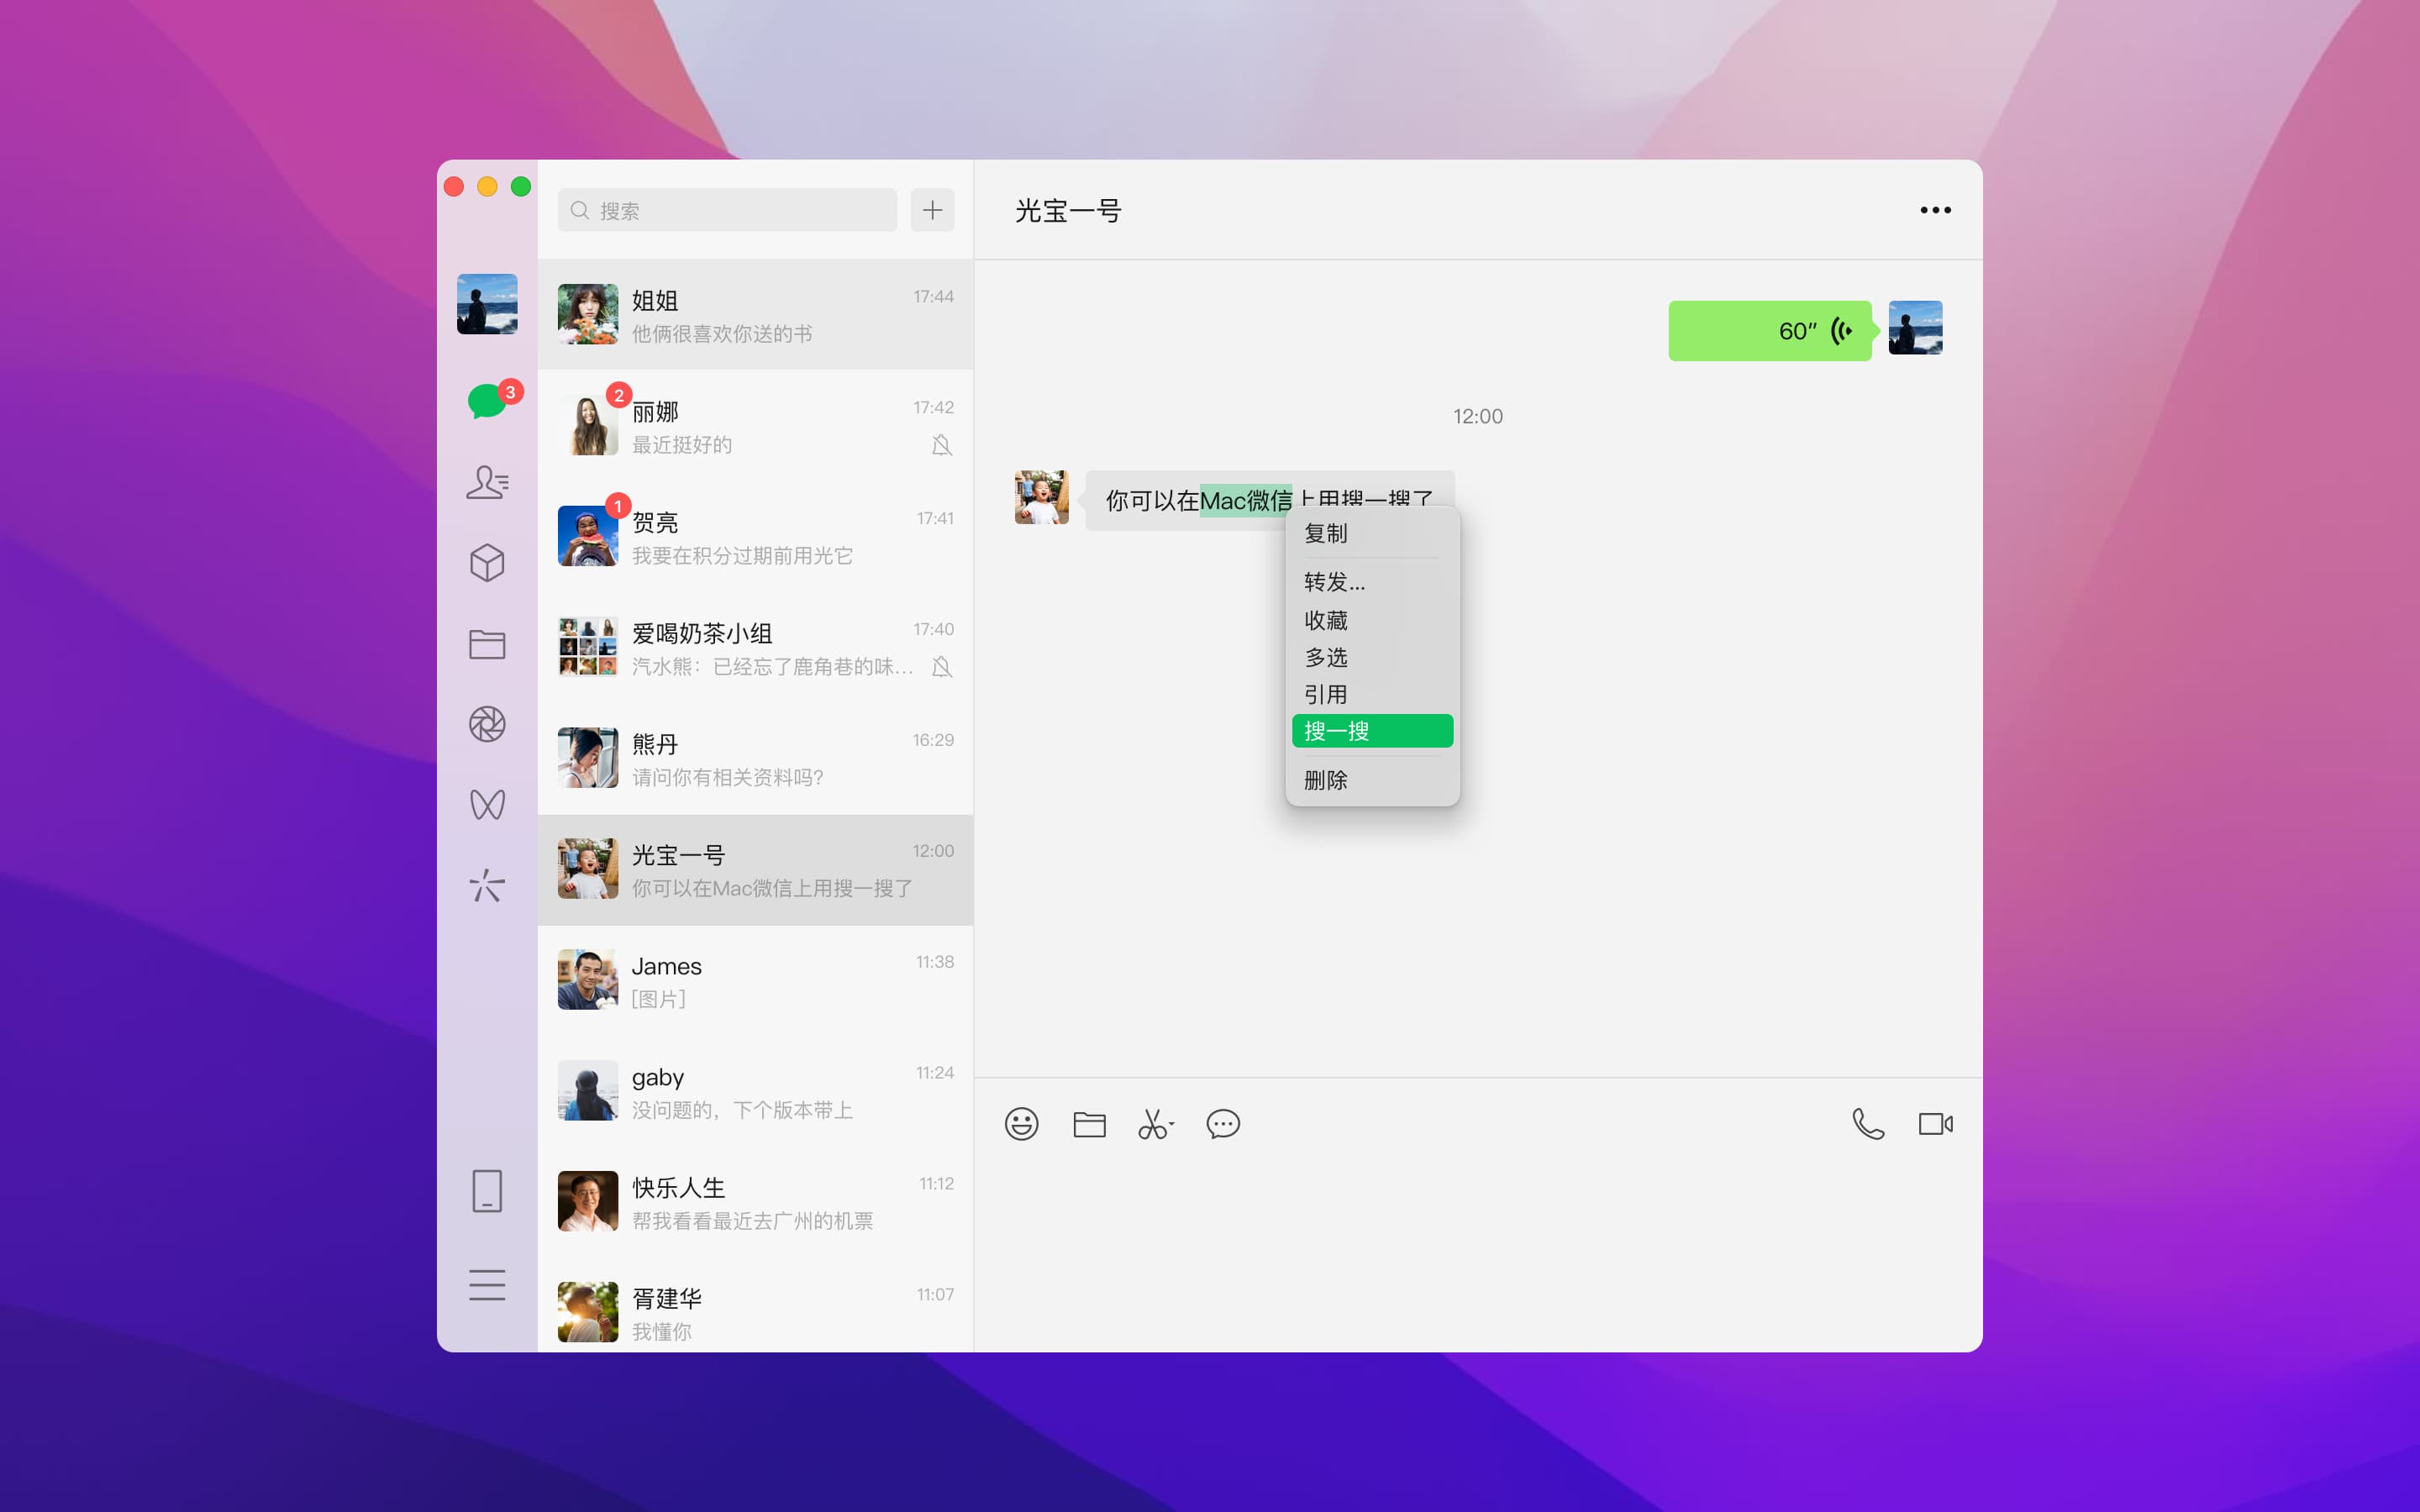 搜索
3
姐姐
17:44
他俩很喜欢你送的书
2
丽娜
17:42
最近挺好的
1
贺亮
17:41
我要在积分过期前用光它
爱喝奶茶小组
17:40
汽水熊：已经忘了鹿角巷的味...
熊丹
16:29
请问你有相关资料吗?
光宝一号
12:00
你可以在Mac微信上用搜一搜了
James
11:38
[图片]
gaby
11:24
没问题的，下个版本带上
快乐人生
11:12
帮我看看最近去广州的机票
胥建华
11:07
我懂你
光宝一号
60″
12:00
你可以在Mac微信上用搜一搜了
复制
转发...
收藏
多选
引用
搜一搜
删除